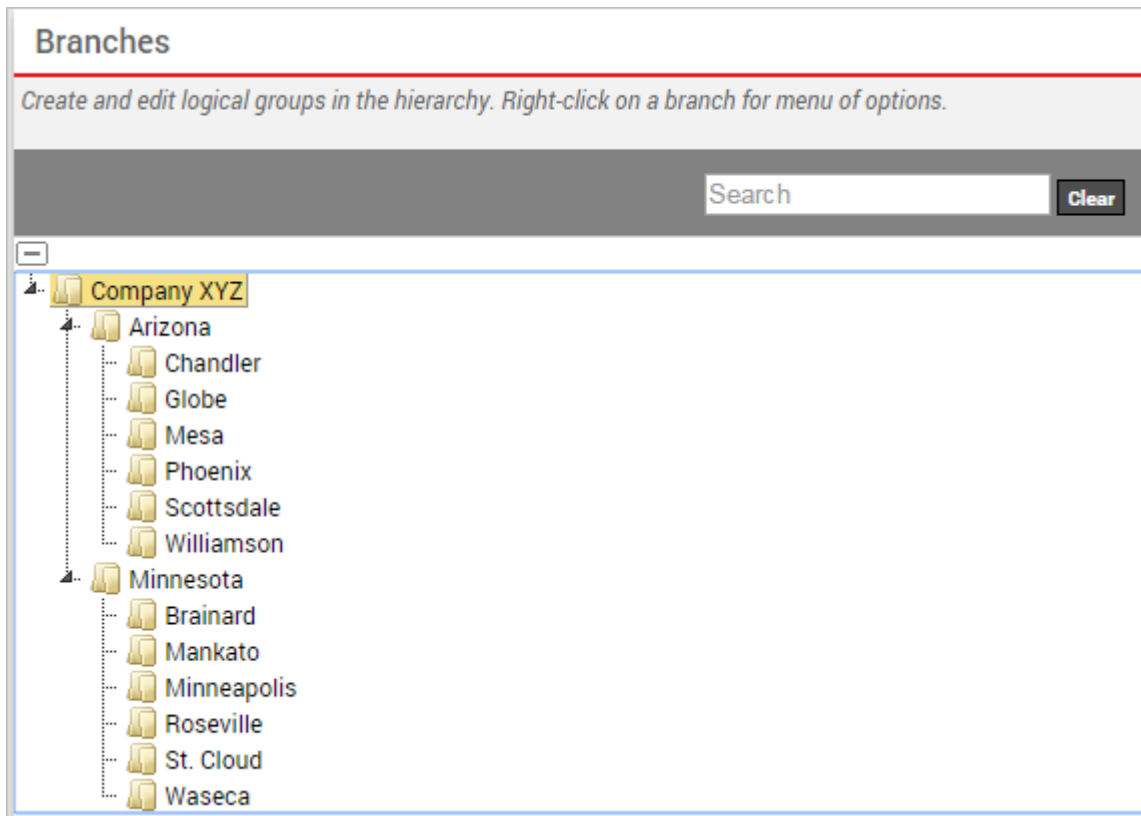 Branches
Create and edit logical groups in the hierarchy. Right-click on a branch for menu of options.
Search
Clear
Company XYZ
Arizona
Chandler
Globe
Mesa
Phoenix
Scottsdale
Williamson
Minnesota
Brainard
Mankato
Minneapolis
Roseville
St. Cloud
Waseca